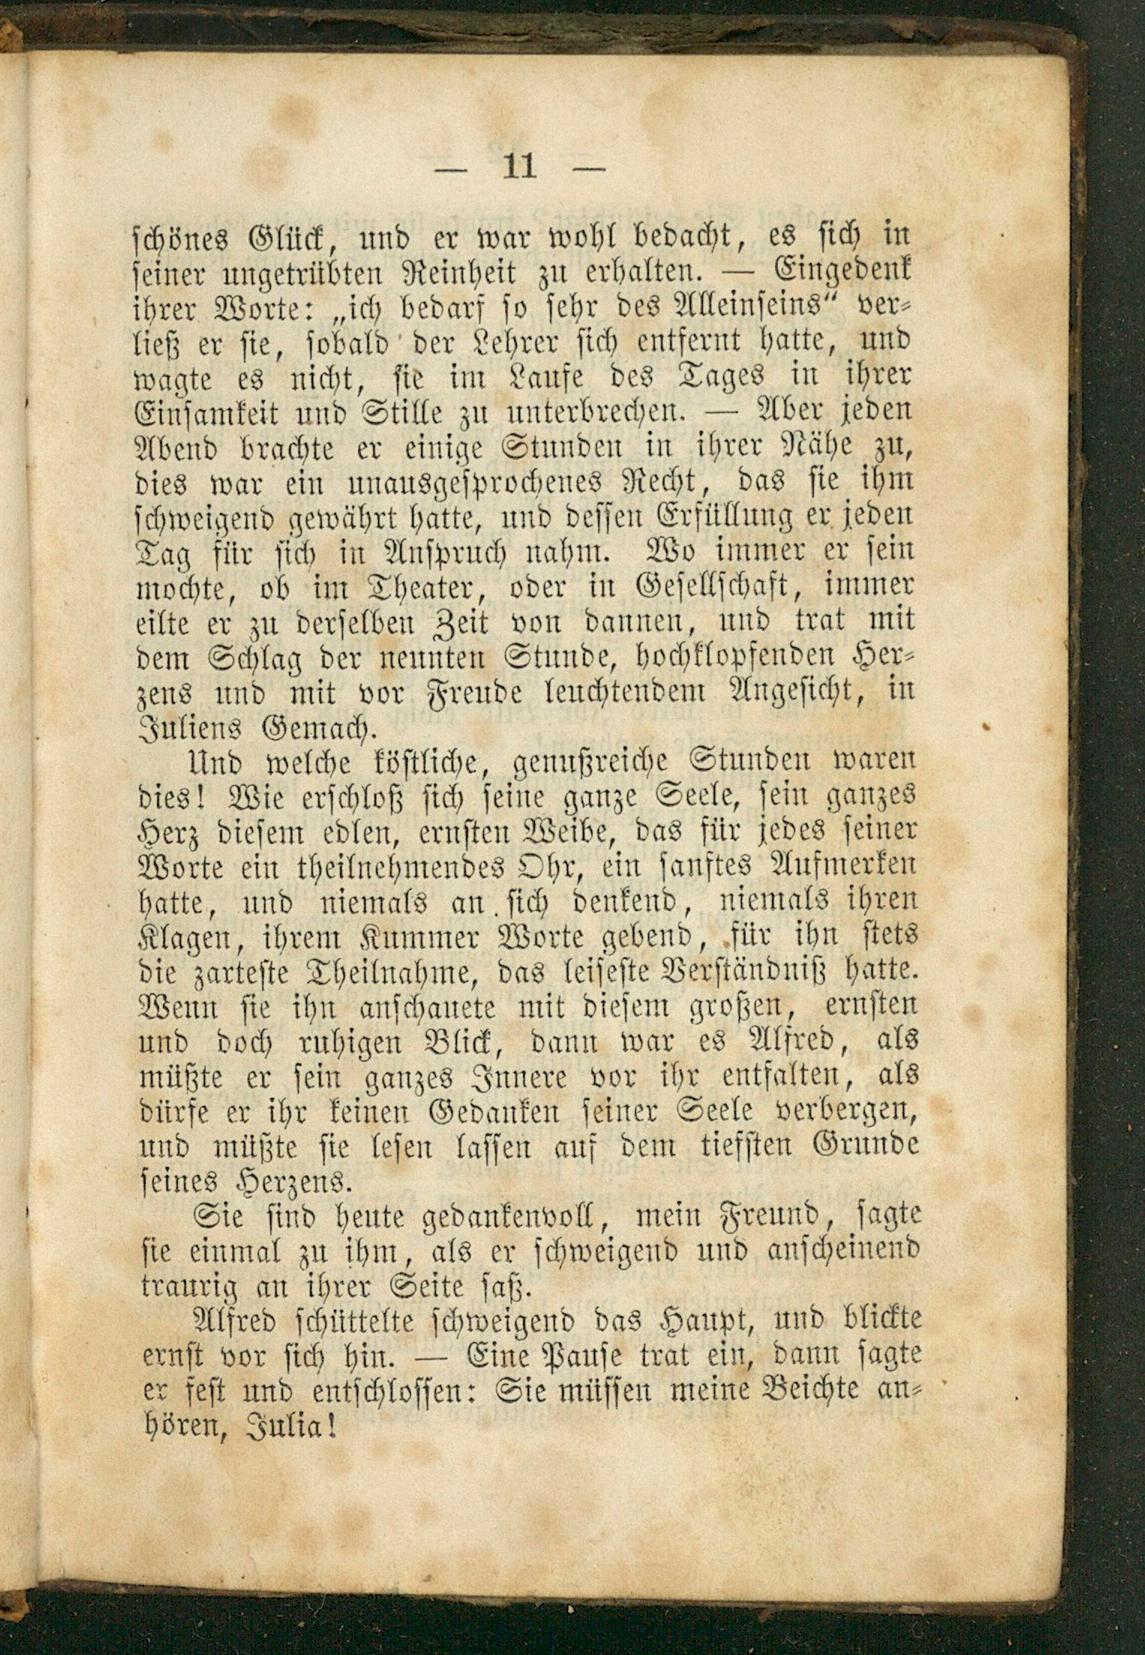 — 11 —
schönes Glück, und er war wohl bedacht, es sich in
seiner ungetrübten Reinheit zu erhalten. — Eingedenk
ihrer Worte: „ich bedarf so sehr des Alleinseins“ ver-
ließ er sie, sobald der Lehrer sich entfernt hatte, und
wagte es nicht, sie im Laufe des Tages in ihrer
Einsamkeit und Stille zu unterbrechen. — Aber jeden
Abend brachte er einige Stunden in ihrer Nähe zu,
dies war ein unausgesprochenes Recht, das sie ihm
schweigend gewährt hatte, und dessen Erfüllung er jeden
Tag für sich in Anspruch nahm. Wo immer er sein
mochte, ob im Theater, oder in Gesellschaft, immer
eilte er zu derselben Zeit von dannen, und trat mit
dem Schlag der neunten Stunde, hochklopfenden Her-
zens und mit vor Freude leuchtendem Angesicht, in
Juliens Gemach.
Und welche köstliche, genußreiche Stunden waren
dies! Wie erschloß sich seine ganze Seele, sein ganzes
Herz diesem edlen, ernsten Weibe, das für jedes seiner
Worte ein theilnehmendes Ohr, ein sanftes Aufmerken
hatte, und niemals an sich denkend, niemals ihren
Klagen, ihrem Kummer Worte gebend, für ihn stets
die zarteste Theilnahme, das leiseste Verständniß hatte.
Wenn sie ihn anschauete mit diesem großen, ernsten
und doch ruhigen Blick, dann war es Alfred, als
müßte er sein ganzes Innere vor ihr entfalten, als
dürfe er ihr keinen Gedanken seiner Seele verbergen,
und müßte sie lesen lassen auf dem tiefsten Grunde
seines Herzens.
Sie sind heute gedankenvoll, mein Freund, sagte
sie einmal zu ihm, als er schweigend und anscheinend
traurig an ihrer Seite saß.
Alfred schüttelte schweigend das Haupt, und blickte
ernst vor sich hin. — Eine Pause trat ein, dann sagte
er fest und entschlossen: Sie müssen meine Beichte an-
hören, Julia!